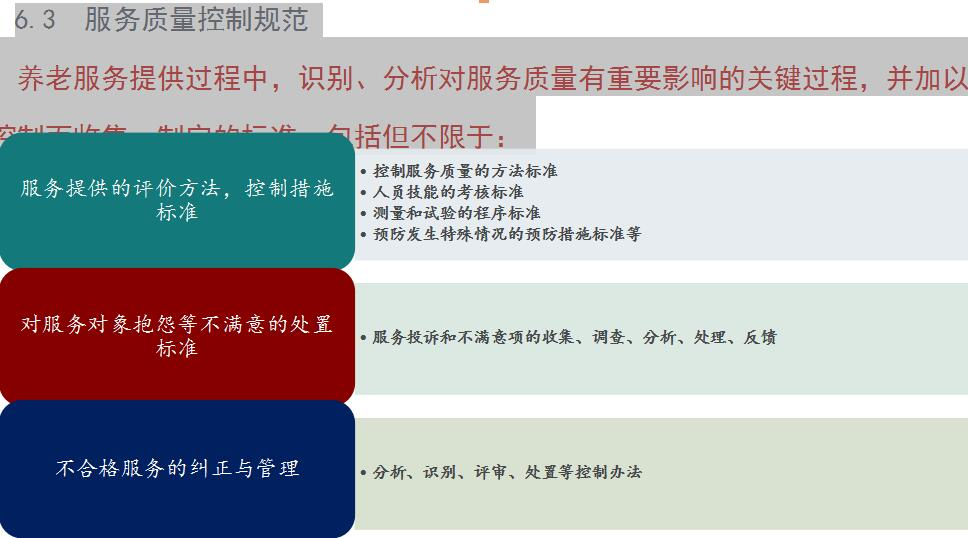 6.3 服务质量控制规范
养老服务提供过程中，识别、分析对服务质量有重要影响的关键过程，并加以
控制而收集、制定的标准，包括但不限于：
服务提供的评价方法，控制措施
标准
• 控制服务质量的方法标准
• 人员技能的考核标准
• 测量和试验的程序标准
• 预防发生特殊情况的预防措施标准等
对服务对象抱怨等不满意的处置
标准
• 服务投诉和不满意项的收集、调查、分析、处理、反馈
不合格服务的纠正与管理
• 分析、识别、评审、处置等控制办法